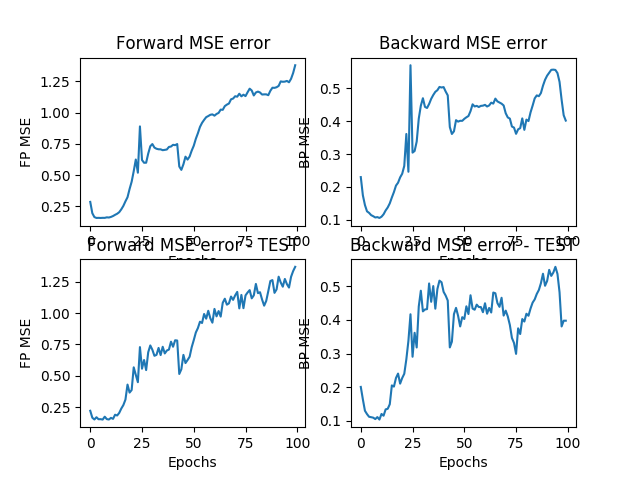 Forward MSE error
Backward MSE error
FP MSE
1.25
1.00
0.75
0.50
0.25
0 25 50 75 100
Epochs
BP MSE
0.5
0.4
0.3
0.2
0.1
0 25 50 75 100
Epochs
Forward MSE error - TEST
Backward MSE error - TEST
FP MSE
1.25
1.00
0.75
0.50
0.25
0 25 50 75 100
Epochs
BP MSE
0.5
0.4
0.3
0.2
0.1
0 25 50 75 100
Epochs